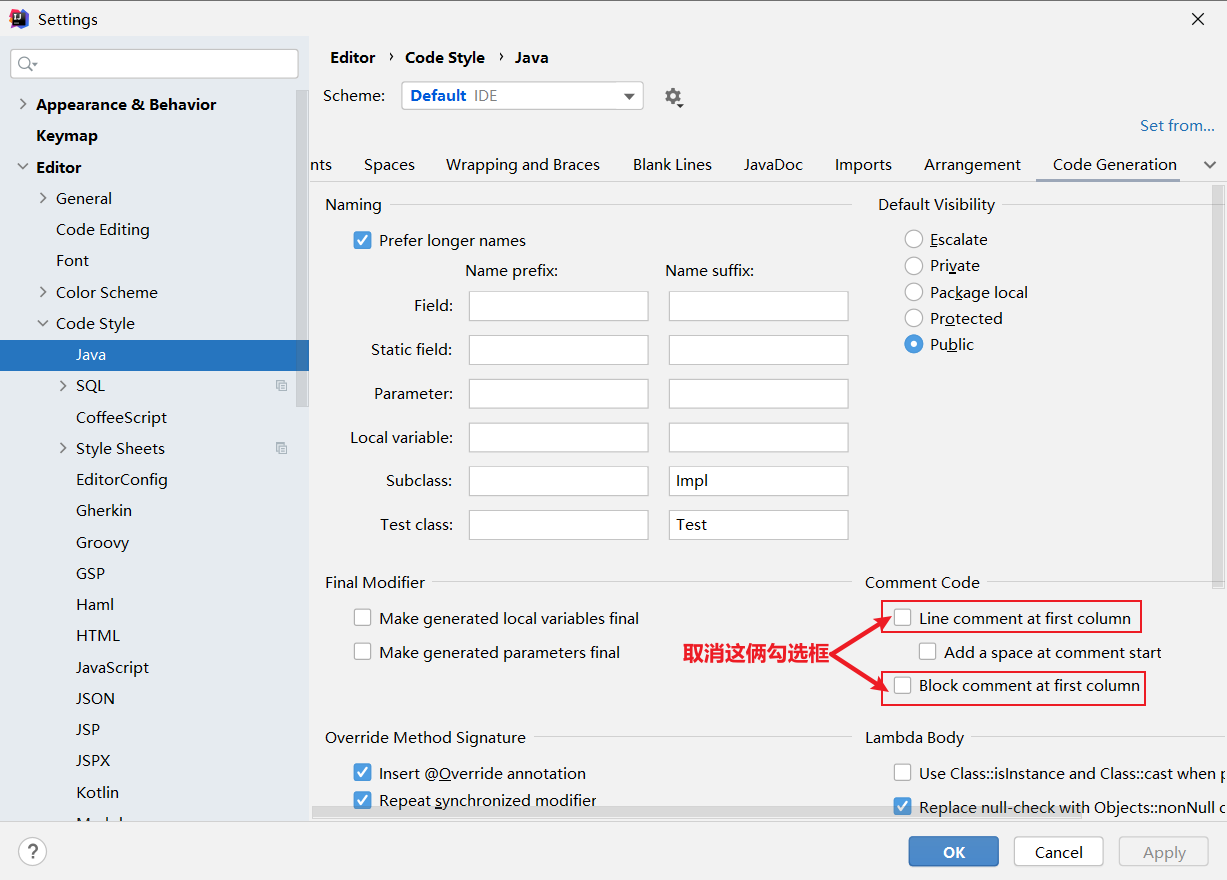 Settings
Appearance & Behavior
Keymap
Editor
General
Code Editing
Font
Color Scheme
Code Style
Java
SQL
CoffeeScript
Style Sheets
EditorConfig
Gherkin
Groovy
GSP
Haml
HTML
JavaScript
JSON
JSP
JSPX
Kotlin
Editor › Code Style › Java
Scheme: Default IDE
Set from...
nts Spaces Wrapping and Braces Blank Lines JavaDoc Imports Arrangement Code Generation
Naming
Prefer longer names
Name prefix: Name suffix:
Field:
Static field:
Parameter:
Local variable:
Subclass: Impl
Test class: Test
Default Visibility
Escalate
Private
Package local
Protected
Public
Final Modifier
Make generated local variables final
Make generated parameters final
Comment Code
Line comment at first column
Add a space at comment start
Block comment at first column
取消这俩勾选框
Override Method Signature
Insert @Override annotation
Repeat synchronized modifier
Lambda Body
Use Class::isInstance and Class::cast when p
Replace null-check with Objects::nonNull c
?
OK Cancel Apply